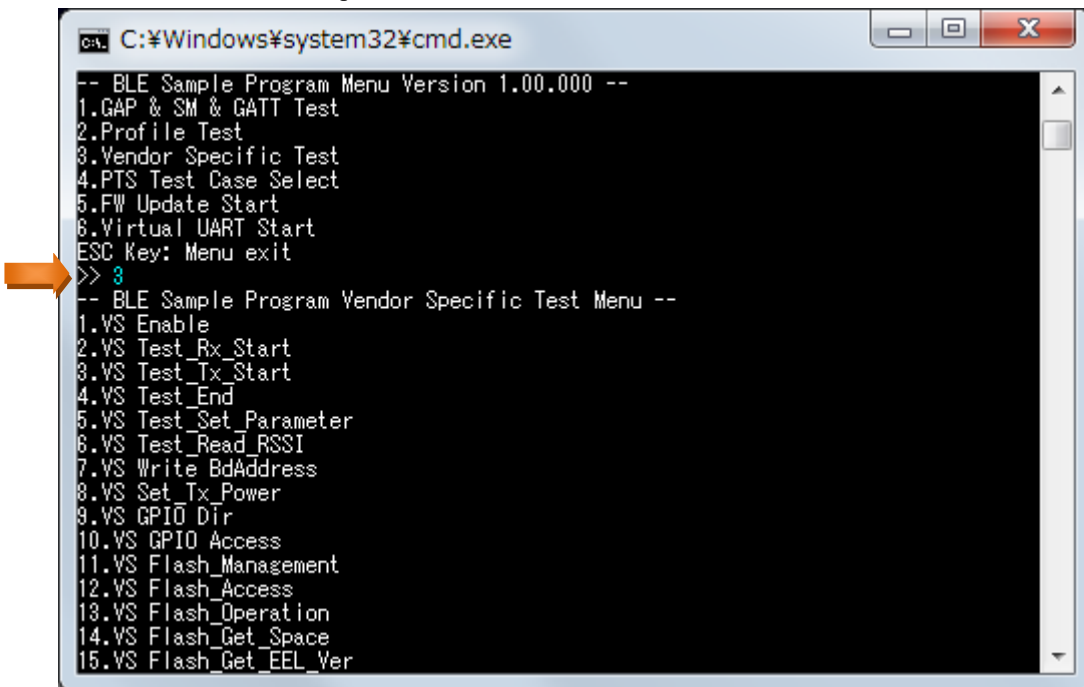 C:¥Windows¥system32¥cmd.exe
-- BLE Sample Program Menu Version 1.00.000 --
1.GAP & SM & GATT Test
2.Profile Test
3.Vendor Specific Test
4.PTS Test Case Select
5.FW Update Start
6.Virtual UART Start
ESC Key: Menu exit
>> 3
-- BLE Sample Program Vendor Specific Test Menu --
1.VS Enable
2.VS Test_Rx_Start
3.VS Test_Tx_Start
4.VS Test_End
5.VS Test_Set_Parameter
6.VS Test_Read_RSSI
7.VS Write BdAddress
8.VS Set_Tx_Power
9.VS GPIO Dir
10.VS GPIO Access
11.VS Flash_Management
12.VS Flash_Access
13.VS Flash_Operation
14.VS Flash_Get_Space
15.VS Flash_Get_EEL_Ver